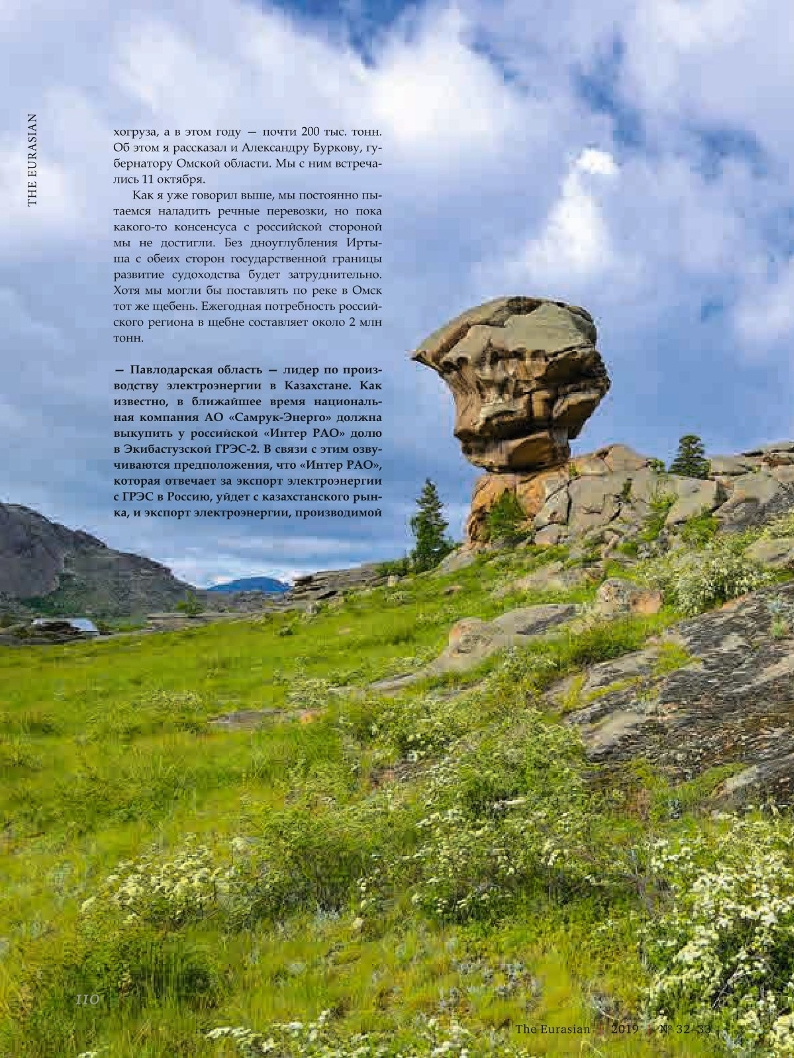 THE EURASIAN
хогруза, а в этом году — почти 200 тыс. тонн.
Об этом я рассказал и Александру Буркову, гу-
бернатору Омской области. Мы с ним встреча-
лись 11 октября.
Как я уже говорил выше, мы постоянно пы-
таемся наладить речные перевозки, но пока
какого-то консенсуса с российской стороной
мы не достигли. Без дноуглубления Ирты-
ша с обеих сторон государственной границы
развитие судоходства будет затруднительно.
Хотя мы могли бы поставлять по реке в Омск
тот же щебень. Ежегодная потребность россий-
ского региона в щебне составляет около 2 млн
тонн.
— Павлодарская область — лидер по произ-
водству электроэнергии в Казахстане. Как
известно, в ближайшее время националь-
ная компания АО «Самрук-Энерго» должна
выкупить у российской «Интер РАО» долю
в Экибастузской ГРЭС-2. В связи с этим озву-
чиваются предположения, что «Интер РАО»,
которая отвечает за экспорт электроэнергии
с ГРЭС в Россию, уйдет с казахстанского рын-
ка, и экспорт электроэнергии, производимой
110
The Eurasian 2019 № 32-33